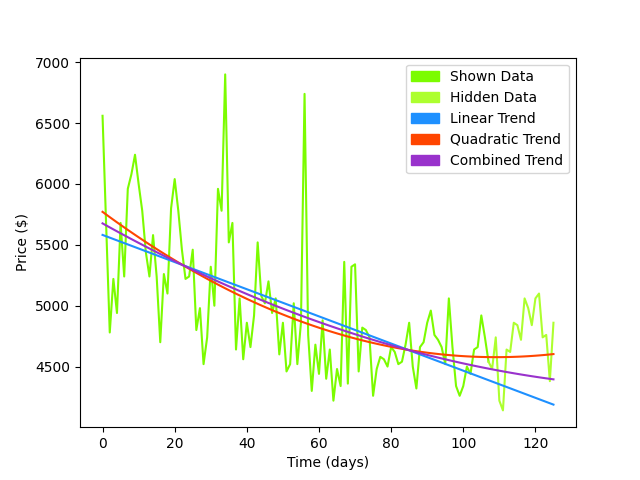 7000
6500
6000
5500
5000
4500
Price ($)
0 20 40 60 80 100 120
Time (days)
Shown Data
Hidden Data
Linear Trend
Quadratic Trend
Combined Trend